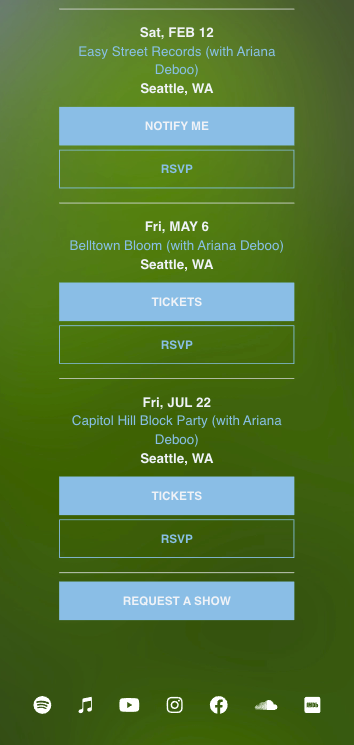 Sat, FEB 12
Easy Street Records (with Ariana
Deboo)
Seattle, WA
NOTIFY ME
RSVP
Fri, MAY 6
Belltown Bloom (with Ariana Deboo)
Seattle, WA
TICKETS
RSVP
Fri, JUL 22
Capitol Hill Block Party (with Ariana
Deboo)
Seattle, WA
TICKETS
RSVP
REQUEST A SHOW